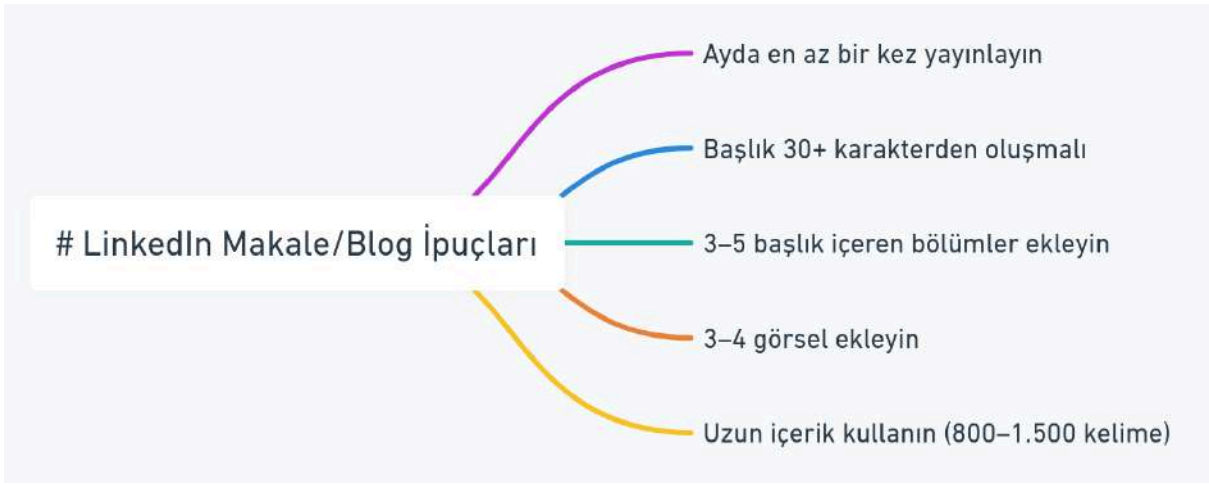 # LinkedIn Makale/Blog İpuçları
Ayda en az bir kez yayınlayın
Başlık 30+ karakterden oluşmalı
3–5 başlık içeren bölümler ekleyin
3–4 görsel ekleyin
Uzun içerik kullanın (800–1.500 kelime)